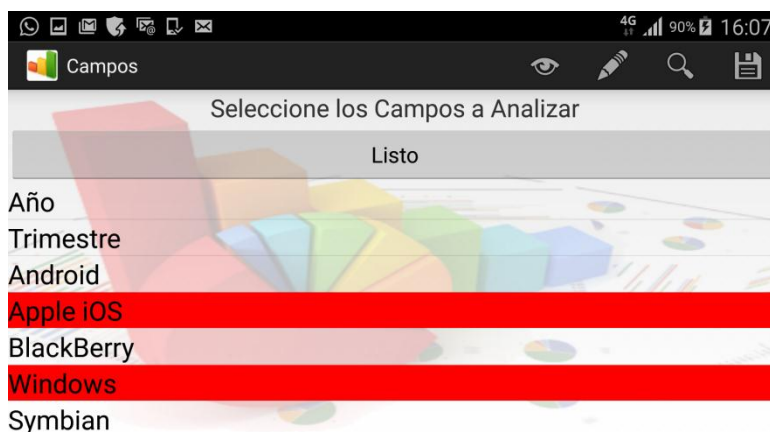 4G 90% 16:07
Campos
Seleccione los Campos a Analizar
Listo
Año
Trimestre
Android
Apple iOS
BlackBerry
Windows
Symbian